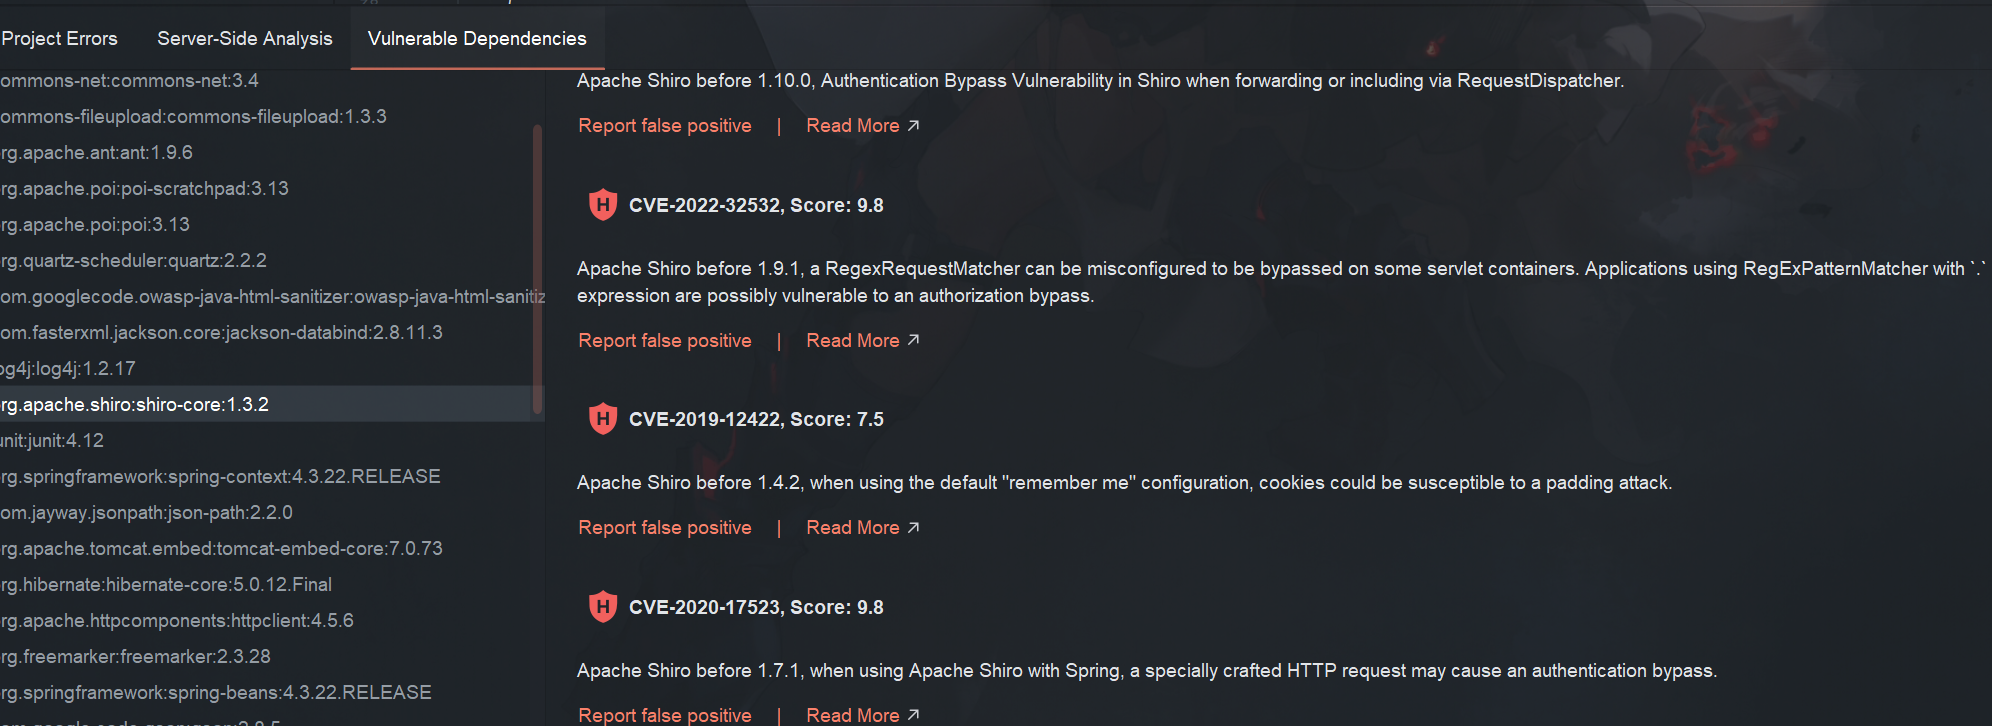 Project Errors
Server-Side Analysis
Vulnerable Dependencies
ommons-net:commons-net:3.4
ommons-fileupload:commons-fileupload:1.3.3
rg.apache.ant:ant:1.9.6
rg.apache.poi:poi-scratchpad:3.13
rg.apache.poi:poi:3.13
rg.quartz-scheduler:quartz:2.2.2
om.googlecode.owasp-java-html-sanitizer:owasp-java-html-sanitiz
om.fasterxml.jackson.core:jackson-databind:2.8.11.3
og4j:log4j:1.2.17
rg.apache.shiro:shiro-core:1.3.2
unit:junit:4.12
rg.springframework:spring-context:4.3.22.RELEASE
om.jayway.jsonpath:json-path:2.2.0
rg.apache.tomcat.embed:tomcat-embed-core:7.0.73
rg.hibernate:hibernate-core:5.0.12.Final
rg.apache.httpcomponents:httpclient:4.5.6
rg.freemarker:freemarker:2.3.28
rg.springframework:spring-beans:4.3.22.RELEASE
Apache Shiro before 1.10.0, Authentication Bypass Vulnerability in Shiro when forwarding or including via RequestDispatcher.
Report false positive | Read More ↗
H CVE-2022-32532, Score: 9.8
Apache Shiro before 1.9.1, a RegexRequestMatcher can be misconfigured to be bypassed on some servlet containers. Applications using RegExPatternMatcher with `.`
expression are possibly vulnerable to an authorization bypass.
Report false positive | Read More ↗
H CVE-2019-12422, Score: 7.5
Apache Shiro before 1.4.2, when using the default "remember me" configuration, cookies could be susceptible to a padding attack.
Report false positive | Read More ↗
H CVE-2020-17523, Score: 9.8
Apache Shiro before 1.7.1, when using Apache Shiro with Spring, a specially crafted HTTP request may cause an authentication bypass.
Report false positive | Read More ↗